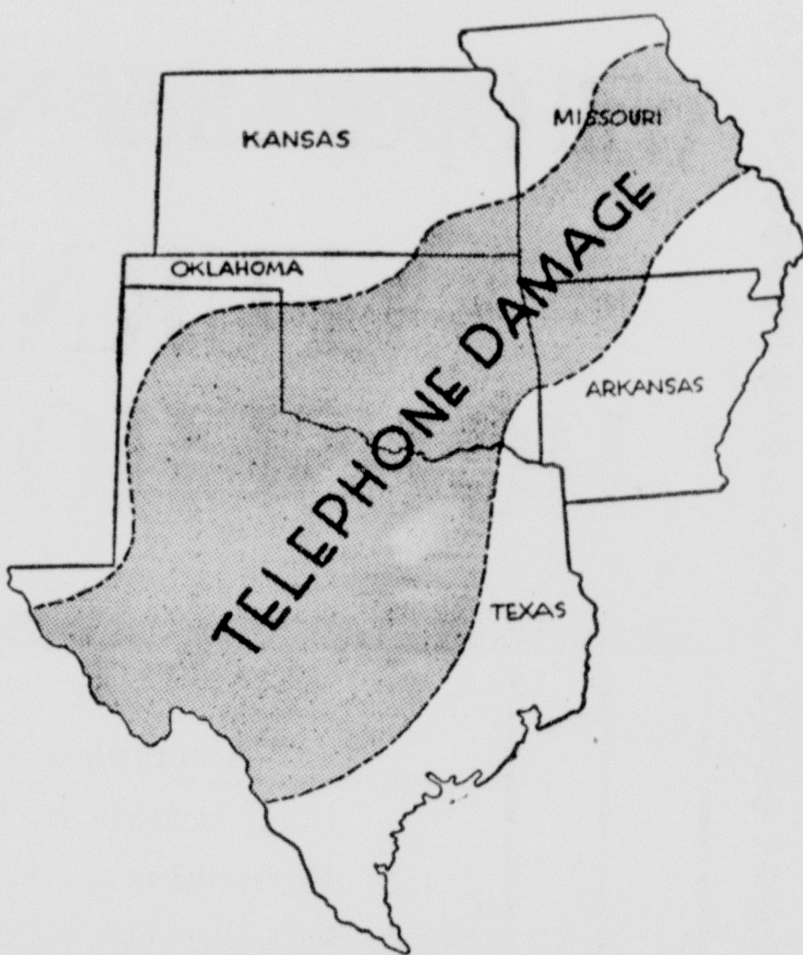 KANSAS
MISSOURI
OKLAHOMA
TELEPHONE DAMAGE
ARKANSAS
TEXAS